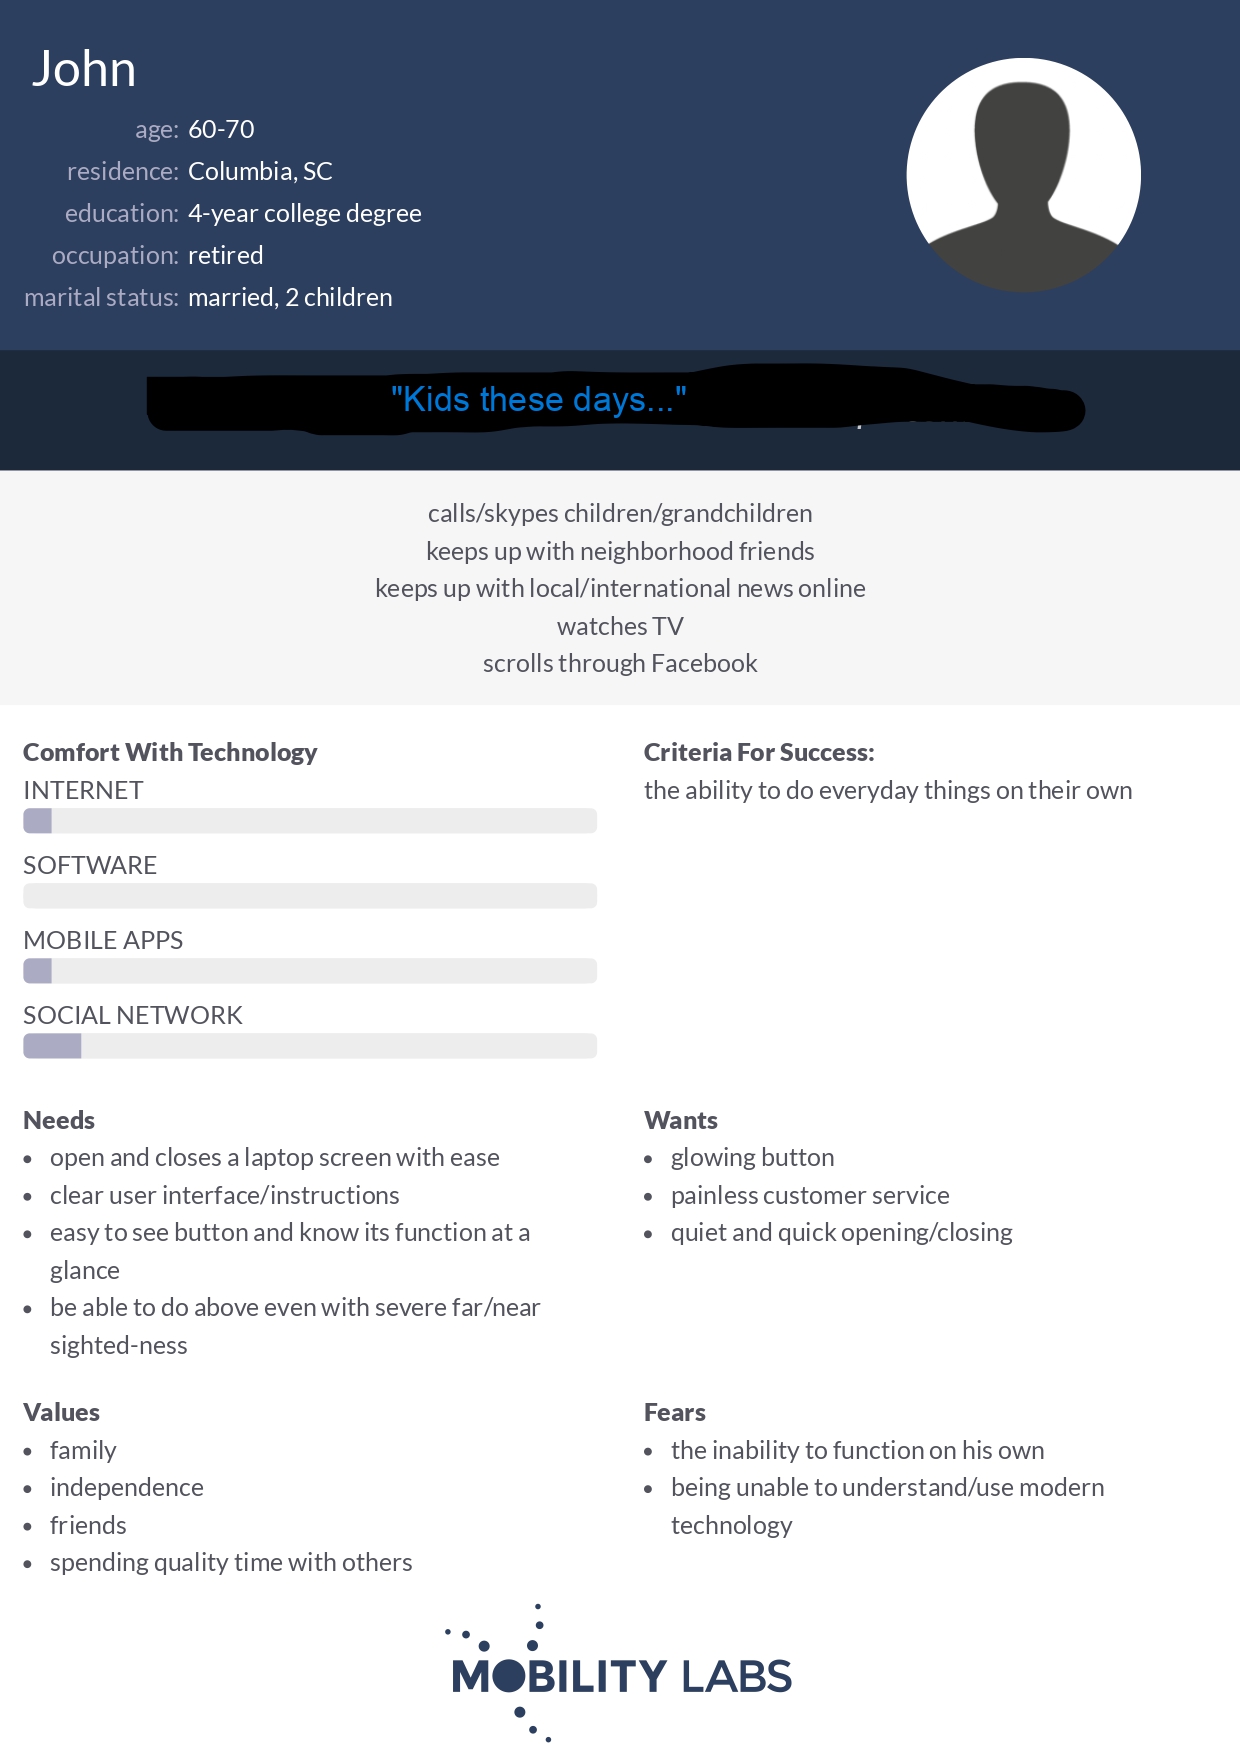 John
age: 60-70
residence: Columbia, SC
education: 4-year college degree
occupation: retired
marital status: married, 2 children
"Kids these days..."
calls/skypes children/grandchildren
keeps up with neighborhood friends
keeps up with local/international news online
watches TV
scrolls through Facebook
Comfort With Technology
INTERNET
SOFTWARE
MOBILE APPS
SOCIAL NETWORK
Criteria For Success:
the ability to do everyday things on their own
Needs
• open and closes a laptop screen with ease
• clear user interface/instructions
• easy to see button and know its function at a
glance
• be able to do above even with severe far/near
sighted-ness
Wants
• glowing button
• painless customer service
• quiet and quick opening/closing
Values
• family
• independence
• friends
• spending quality time with others
Fears
• the inability to function on his own
• being unable to understand/use modern
technology
MOBILITY LABS